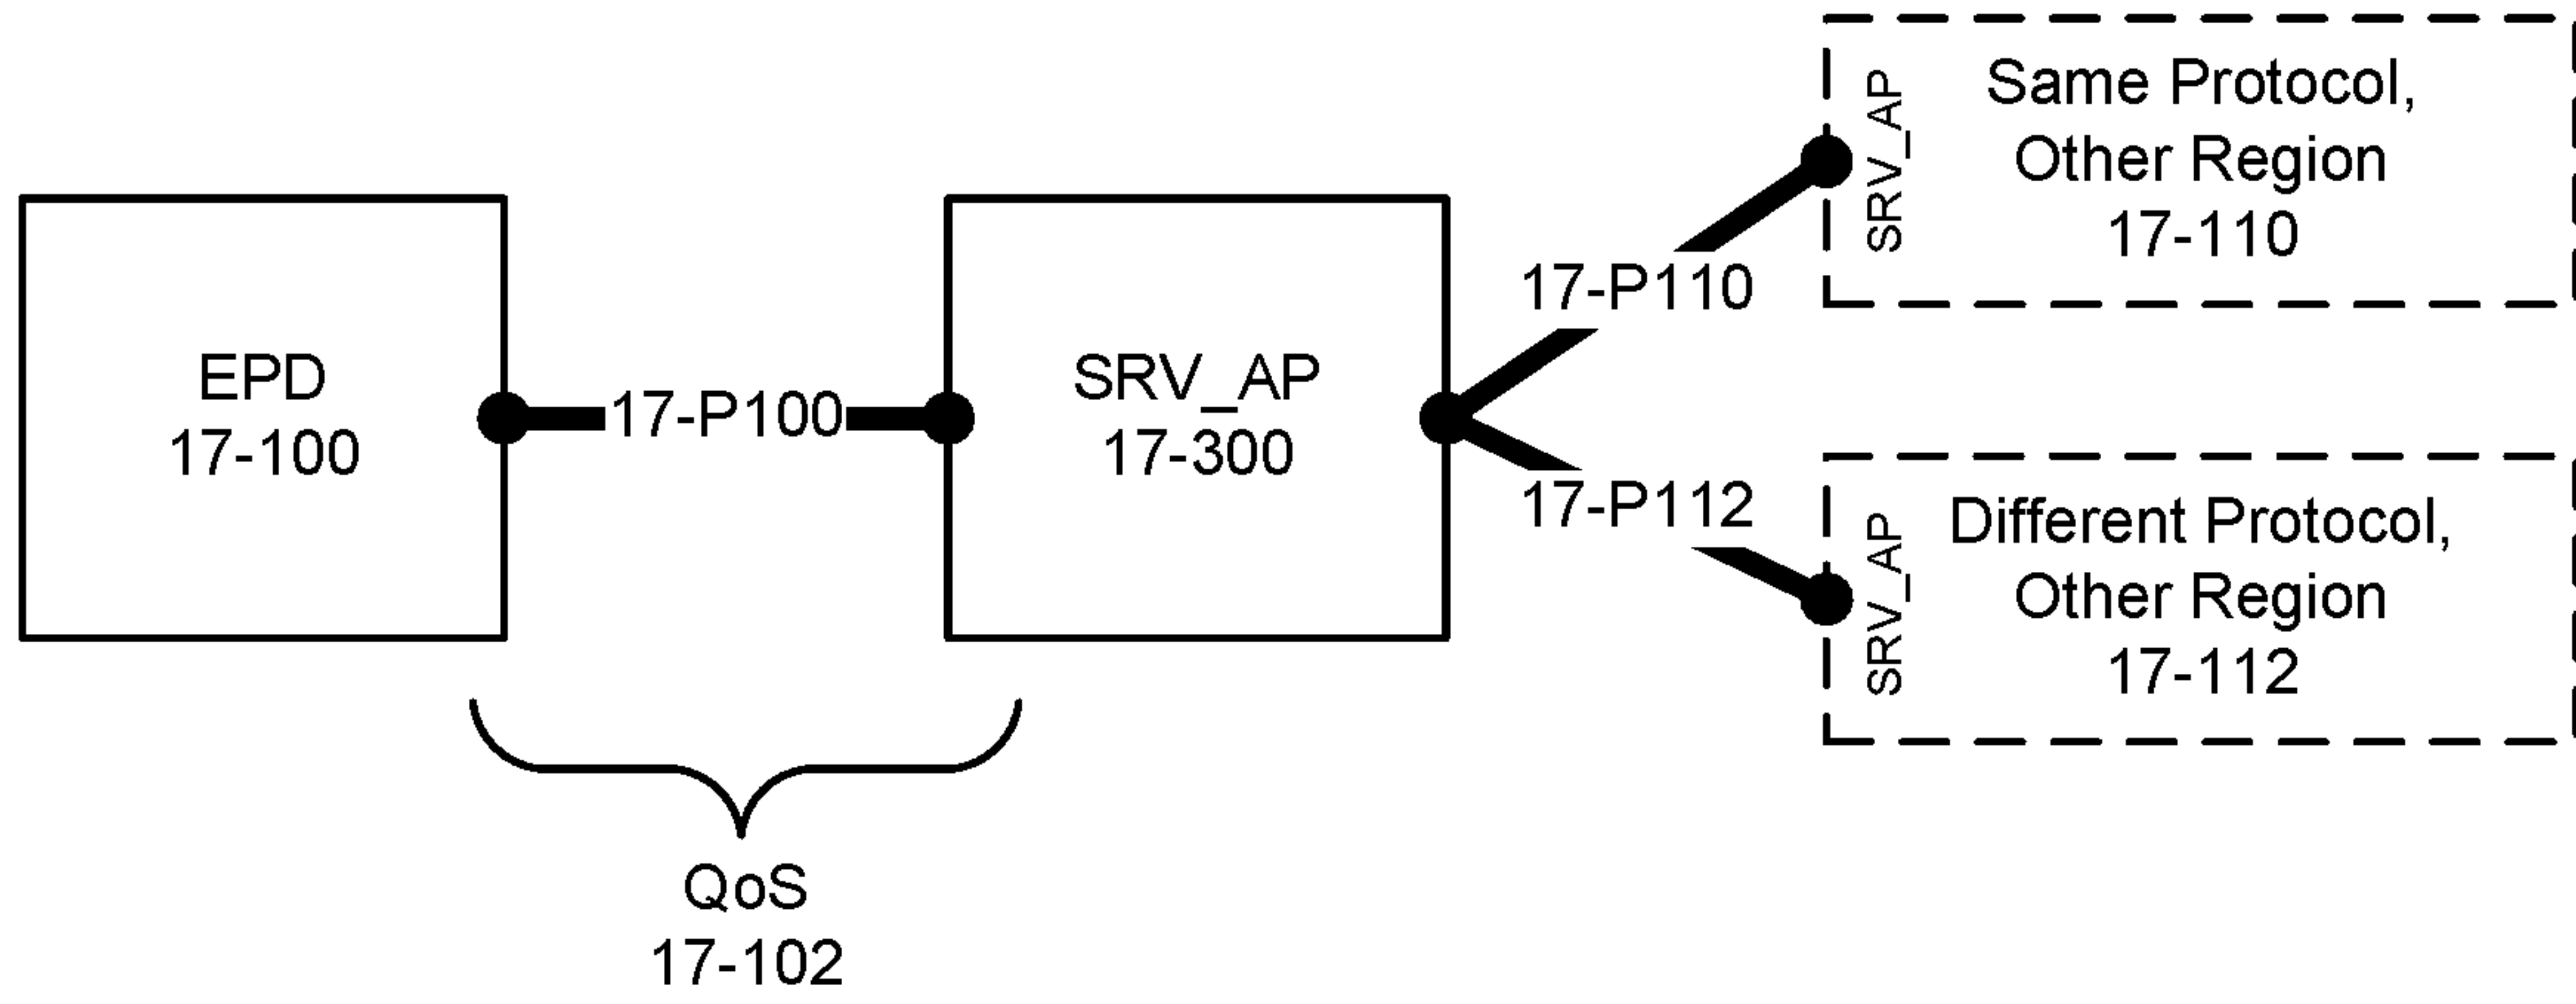 EPD
17-100
17-P100
SRV_AP
17-300
17-P110
17-P112
SRV_AP
Same Protocol,
Other Region
17-110
SRV_AP
Different Protocol,
Other Region
17-112
QoS
17-102